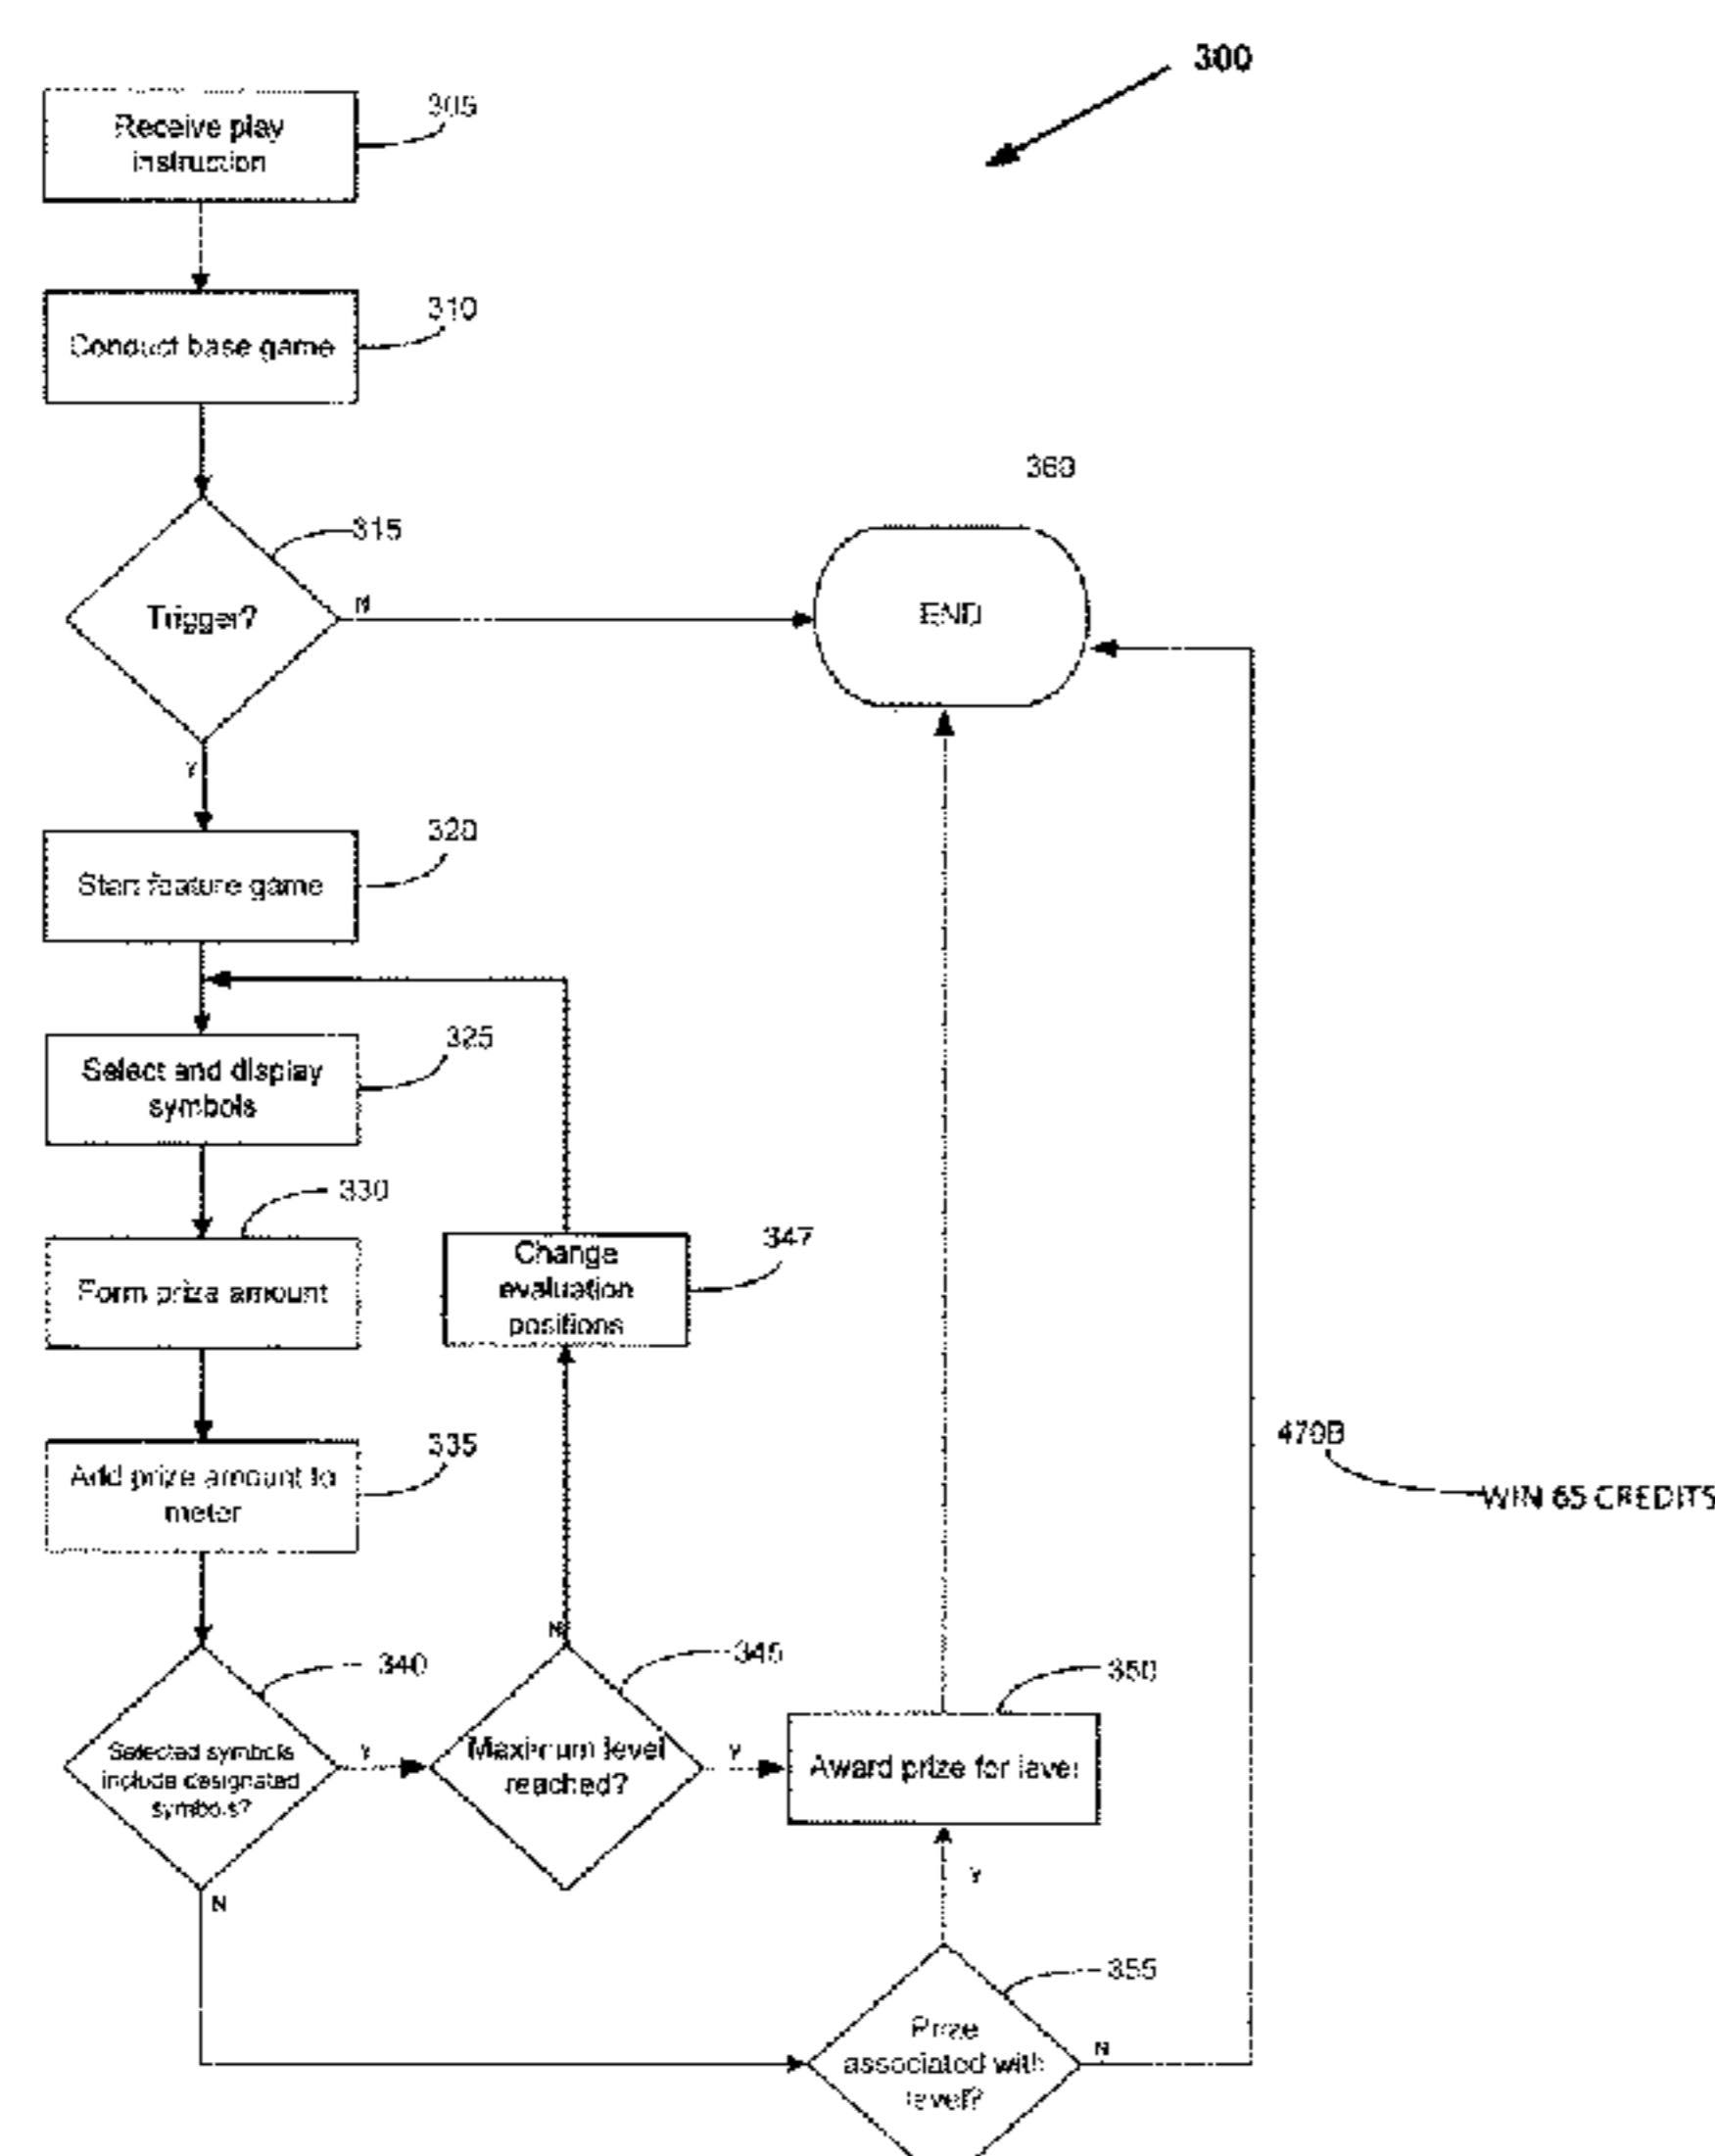 300
305
Receive play
instruction
310
Conduct base game
360
315
Trigger?
N
END
Y
320
Start feature game
325
Select and display
symbols
330
347
Form prize amount
Change
evaluation
positions
335
Add prize amount to
meter
470B
WIN 65 CREDITS
N
340
345
350
Selected symbols
include designated
symbols?
Y
Maximum level
reached?
Y
Award prize for level
N
Y
355
Prize
associated with
level?
N